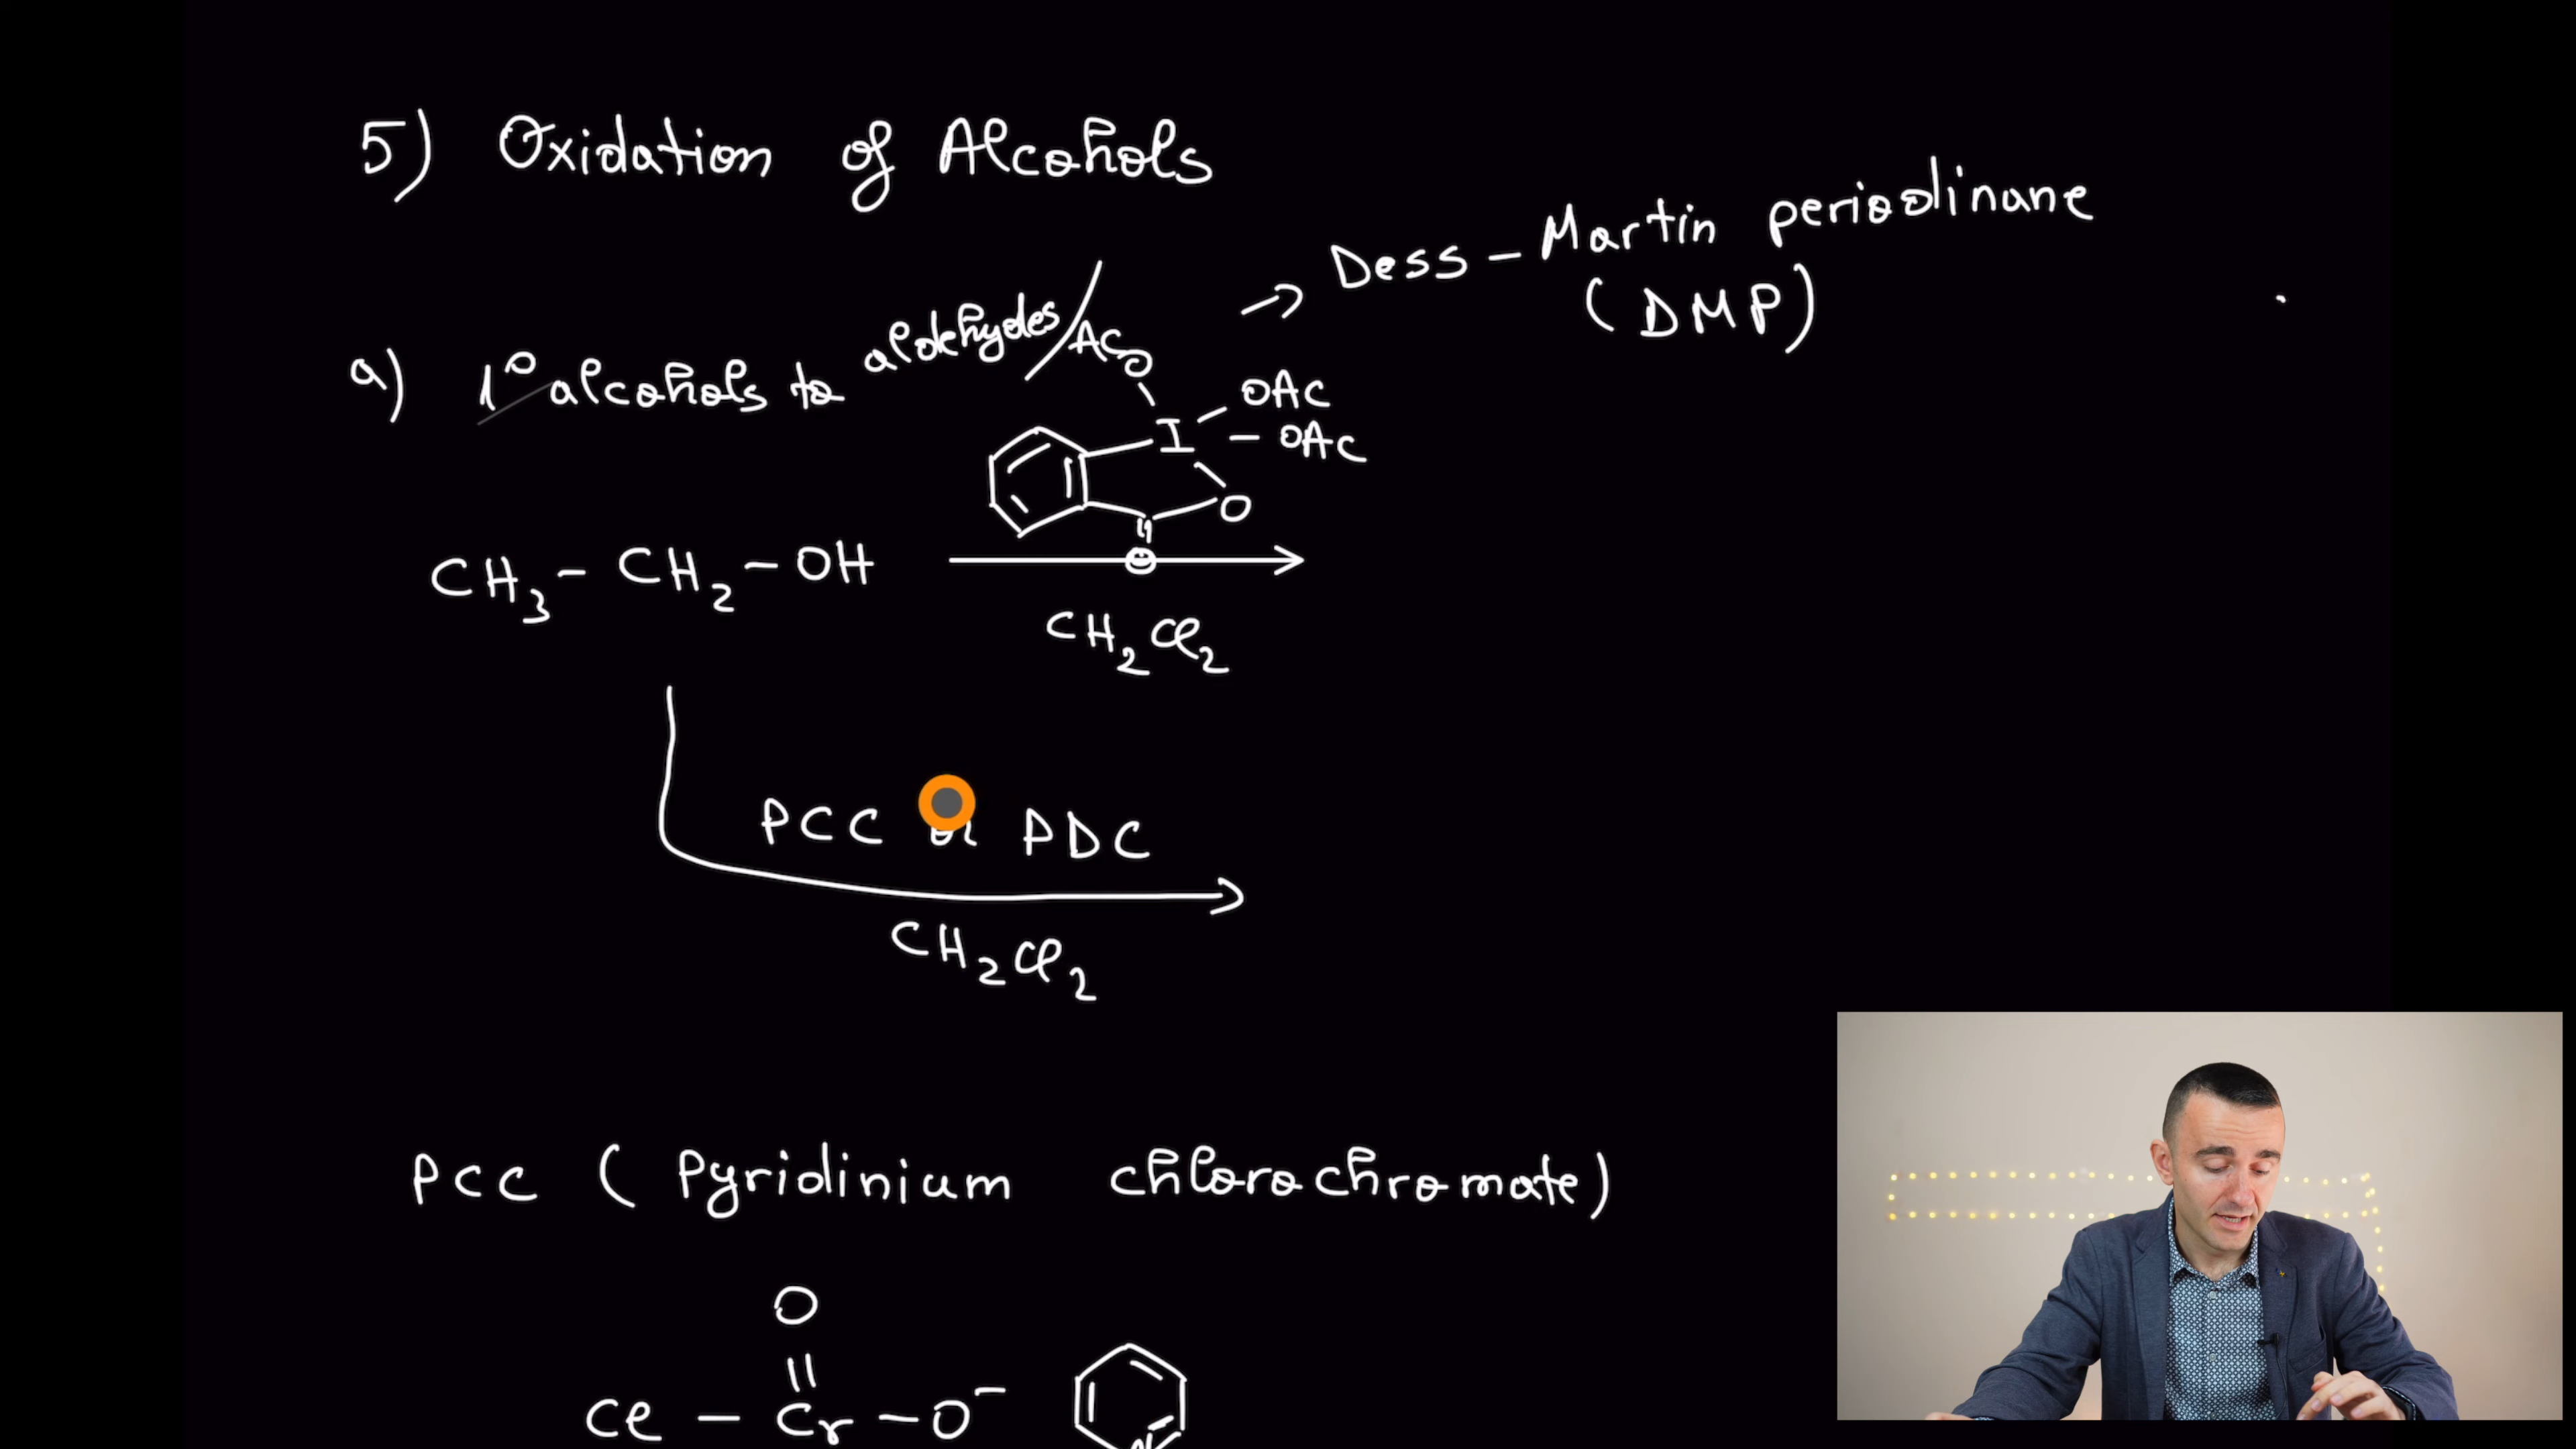 5) Oxidation of Alcohols
→ Dess – Martin periodinane
(DMP)
a) 1° alcohols to aldehydes/
AcO
OAc
I – OAc
O
O
CH₃ – CH₂ – OH
CH₂Cl₂
PCC or PDC
CH₂Cl₂
PCC (Pyridinium chlorochromate)
O
Cl – Cr – O⁻
N